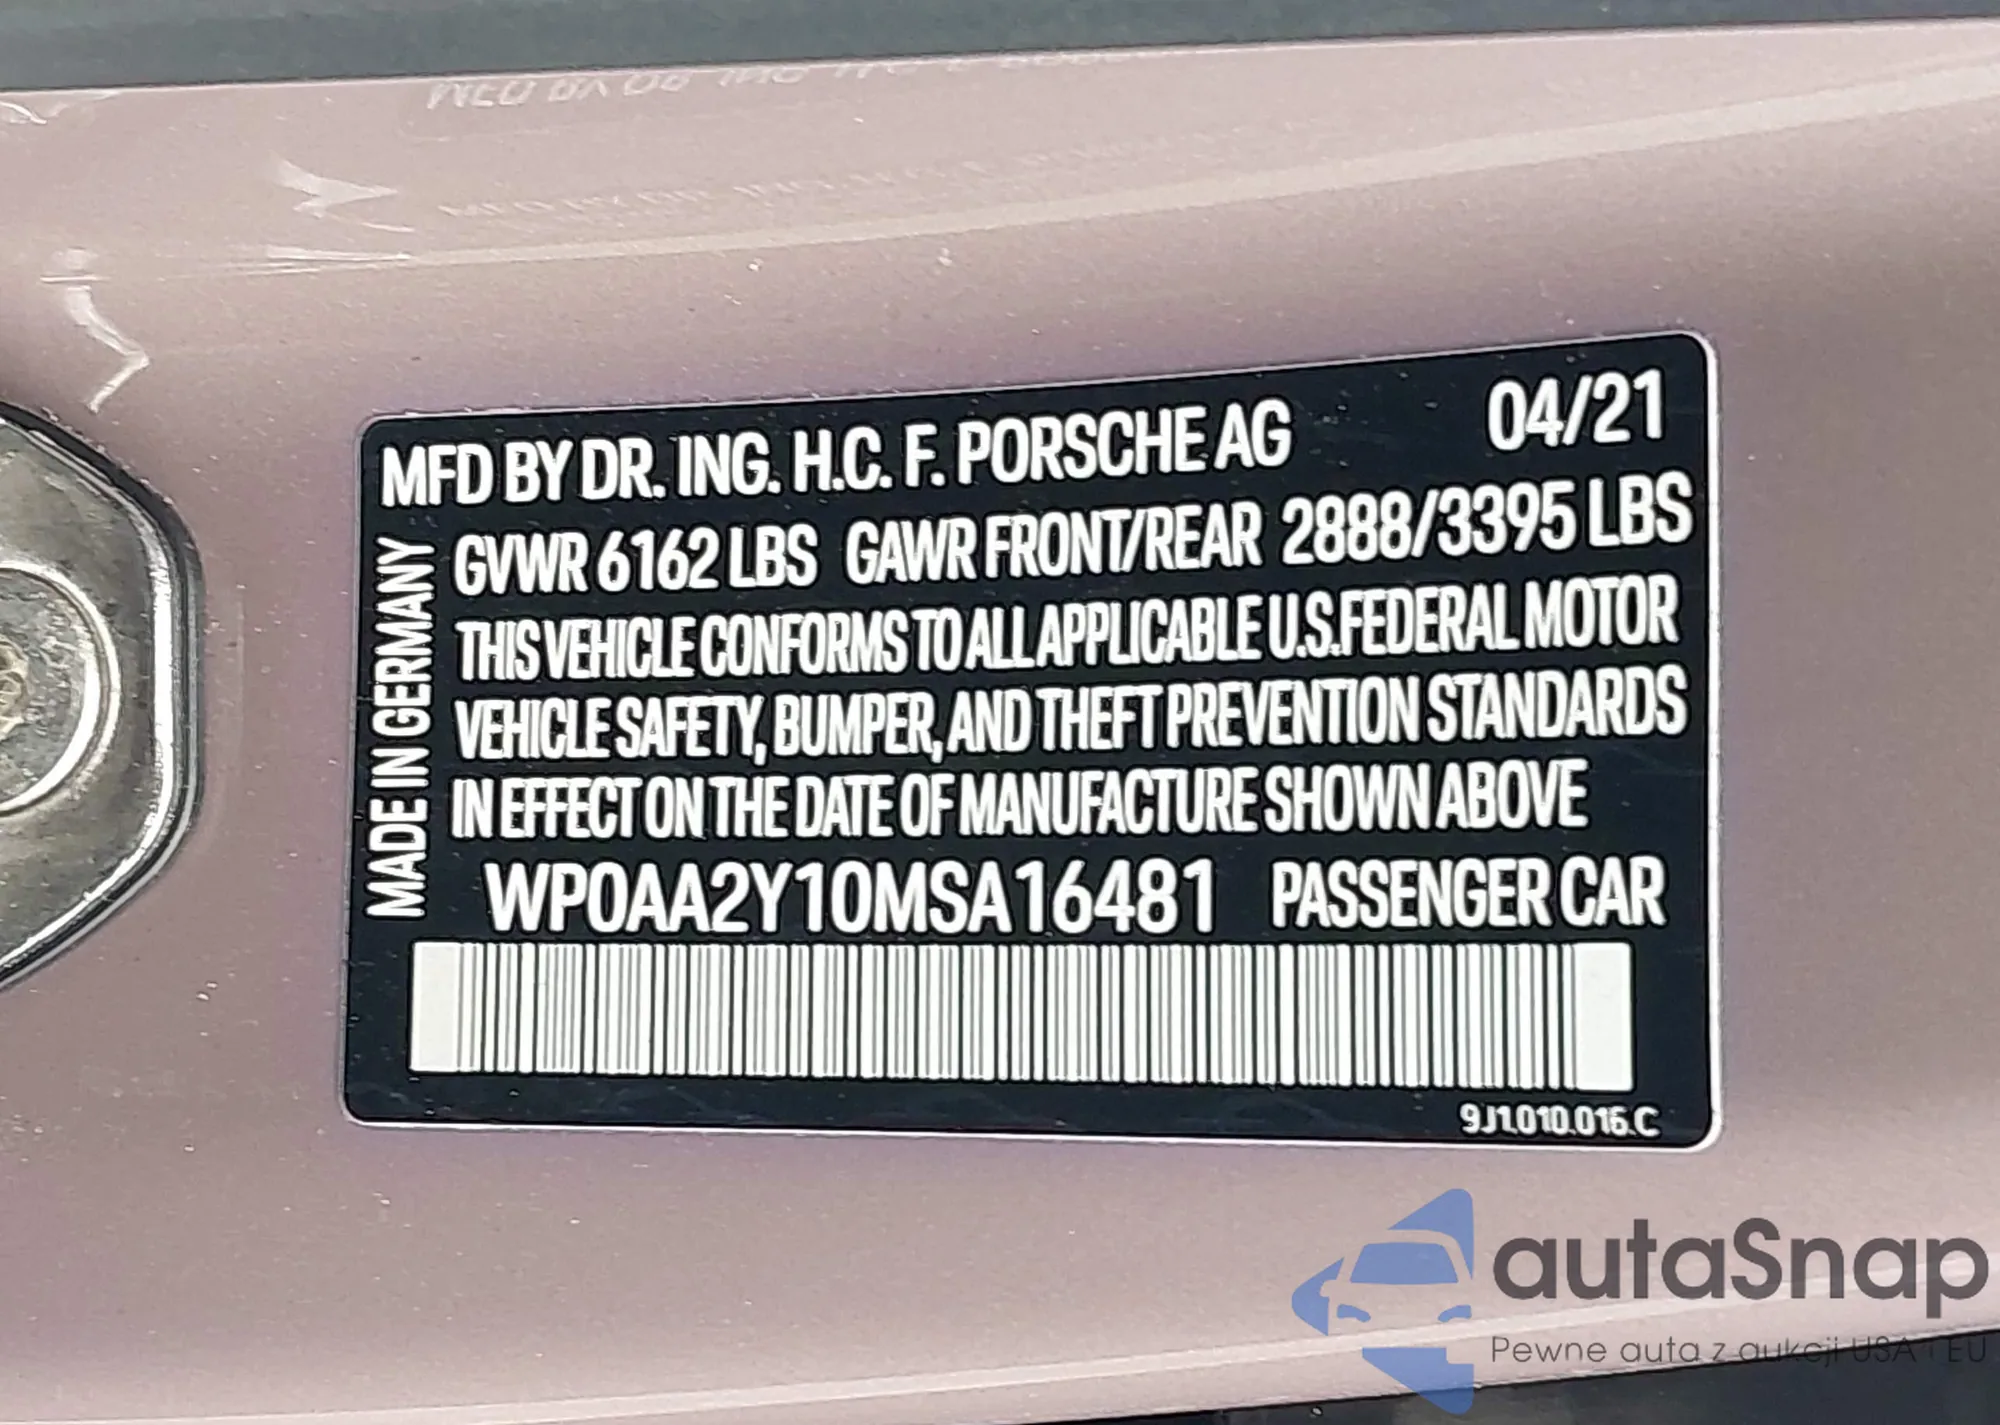 MFD BY DR. ING. H.C. F. PORSCHE AG 04/21
GVWR 6162 LBS GAWR FRONT/REAR 2888/3395 LBS
THIS VEHICLE CONFORMS TO ALL APPLICABLE U.S.FEDERAL MOTOR
VEHICLE SAFETY, BUMPER, AND THEFT PREVENTION STANDARDS
IN EFFECT ON THE DATE OF MANUFACTURE SHOWN ABOVE
WP0AA2Y10MSA16481 PASSENGER CAR
MADE IN GERMANY
9J1.010.016.C
autaSnap
Pewne auta z aukcji USA i EU